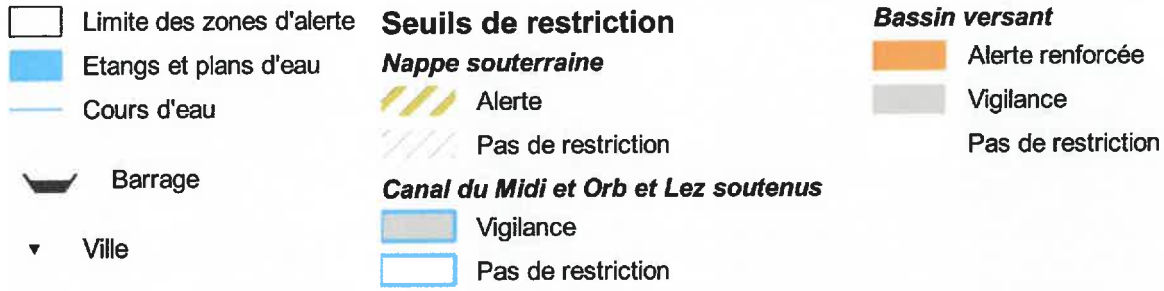 Limite des zones d'alerte
Etangs et plans d'eau
Cours d'eau
Barrage
Ville
Seuils de restriction
Nappe souterraine
Alerte
Pas de restriction
Canal du Midi et Orb et Lez soutenus
Vigilance
Pas de restriction
Bassin versant
Alerte renforcée
Vigilance
Pas de restriction